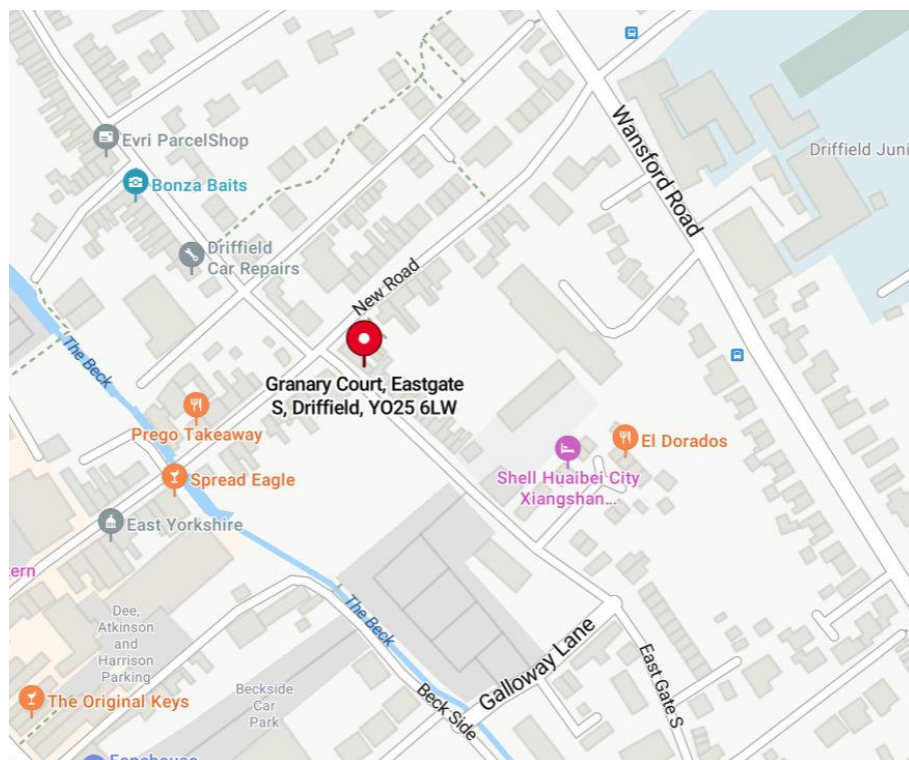 Wansford Road
Evri ParcelShop
Driffield Juni
Bonza Baits
Driffield
Car Repairs
New Road
The Beck
Granary Court, Eastgate
S, Driffield, YO25 6LW
Prego Takeaway
El Dorados
Spread Eagle
Shell Huaibei City
Xiangshan...
East Yorkshire
tern
The Beck
Dee,
Atkinson
and
Harrison
Parking
Galloway Lane
East Gate S
Beckside
Car
Park
Beck Side
The Original Keys